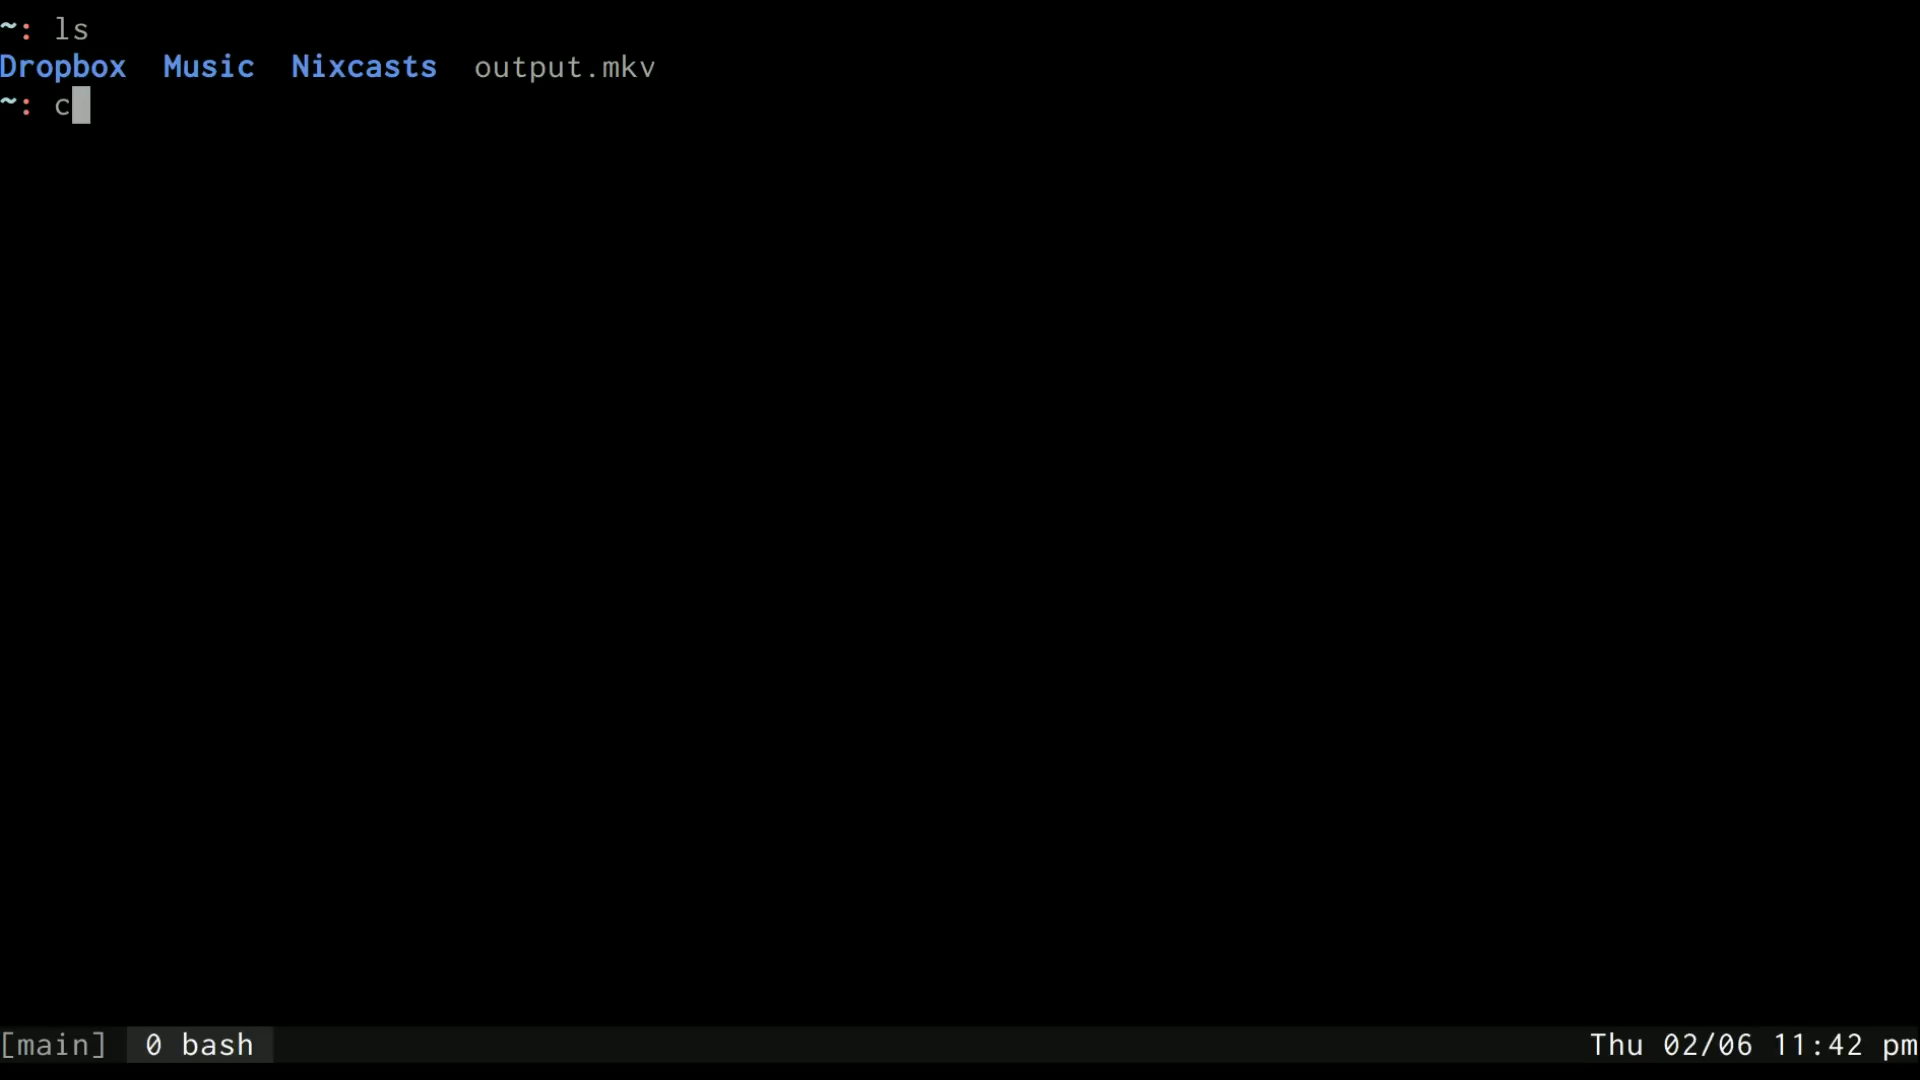 ~: ls
Dropbox  Music  Nixcasts  output.mkv
~: c
[main]  0 bash  Thu 02/06 11:42 pm